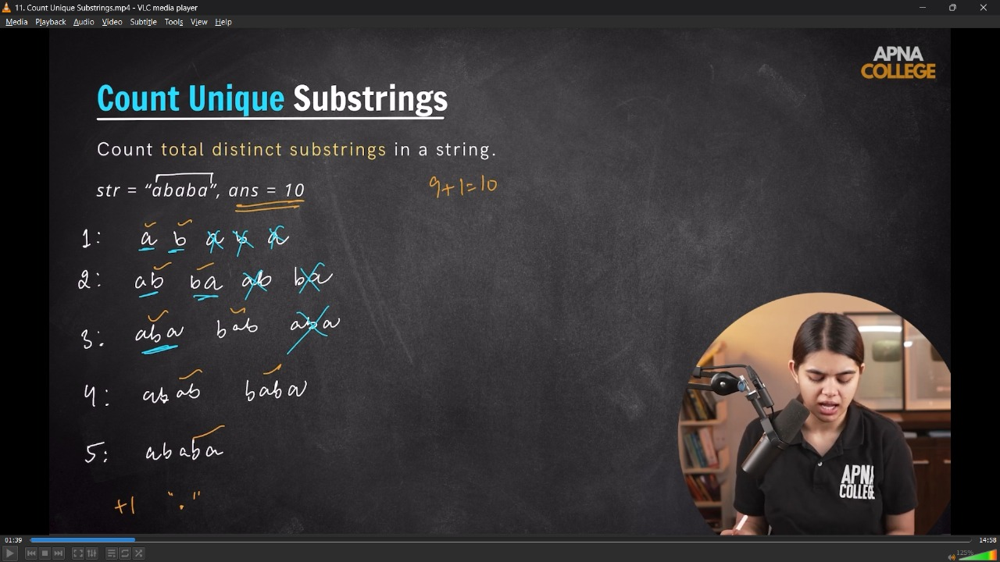 11. Count Unique Substrings.mp4 - VLC media player
Media Playback Audio Video Subtitle Tools View Help
APNA
COLLEGE
Count Unique Substrings
Count total distinct substrings in a string.
str = “ababa”, ans = 10
9+1=10
1: a b a b a
2: ab ba ab ba
3: aba bab aba
4: abab baba
5: ababa
+1 " . "
APNA
COLLEGE
01:39 14:58
125%